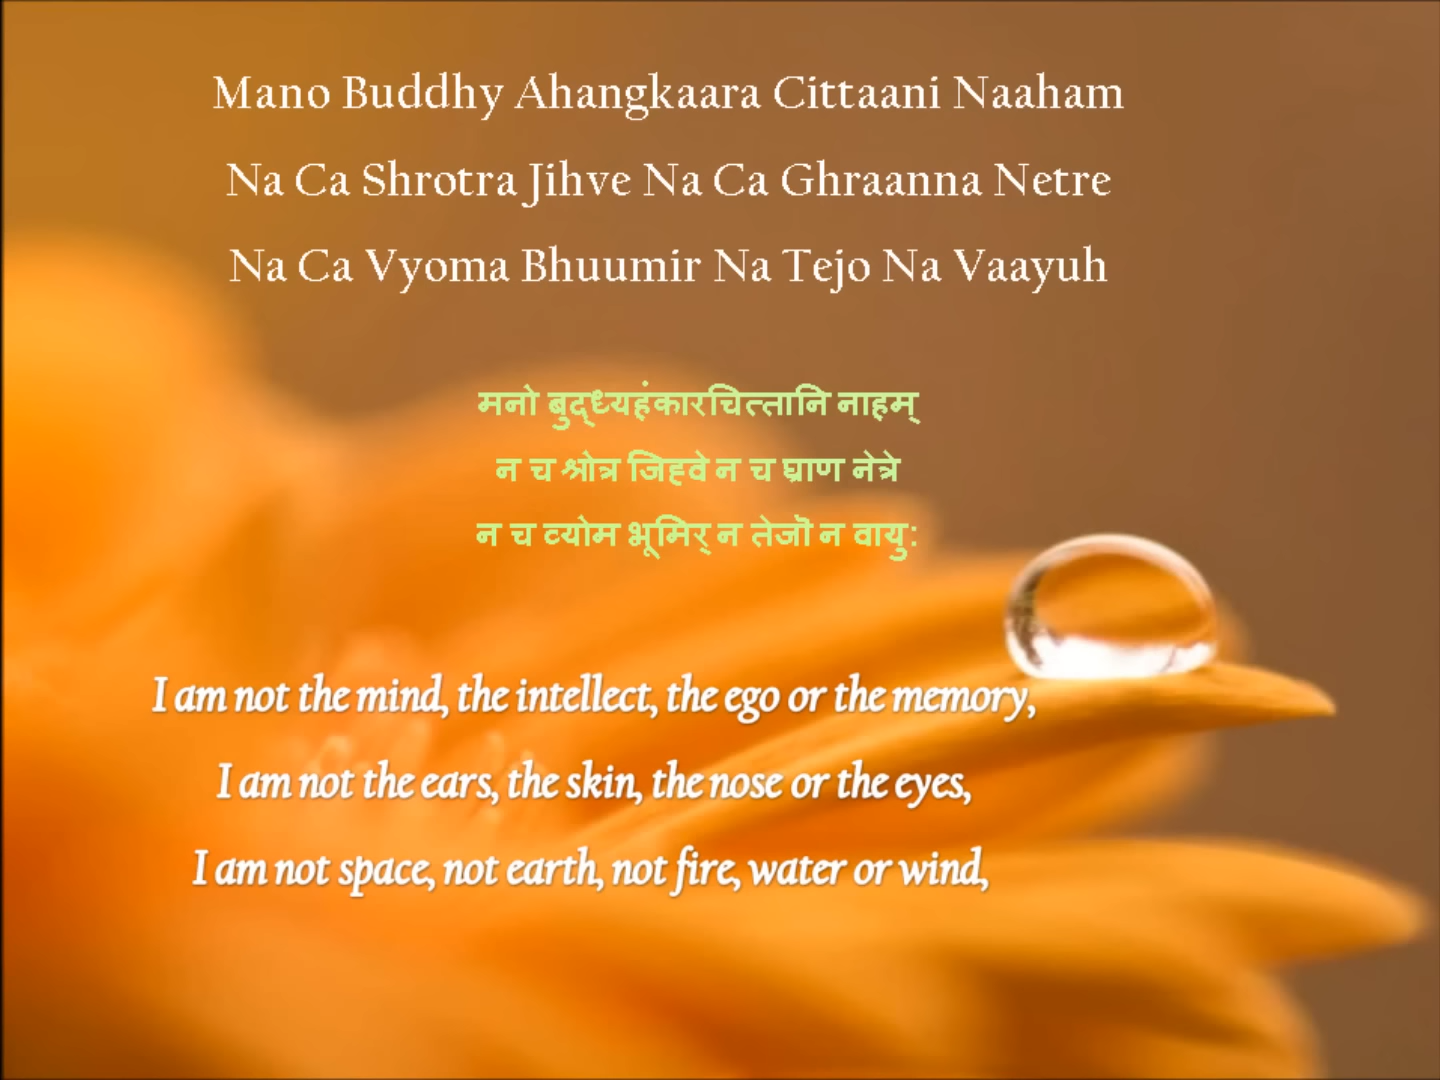 Mano Buddhy Ahangkaara Cittaani Naaham
Na Ca Shrotra Jihve Na Ca Ghraanna Netre
Na Ca Vyoma Bhuumir Na Tejo Na Vaayuh
मनो बुद्ध्यहंकारचित्तानि नाहम्
न च श्रोत्र जिह्वे न च घ्राण नेत्रे
न च व्योम भूमिर् न तेजॊ न वायु:
I am not the mind, the intellect, the ego or the memory,
I am not the ears, the skin, the nose or the eyes,
I am not space, not earth, not fire, water or wind,